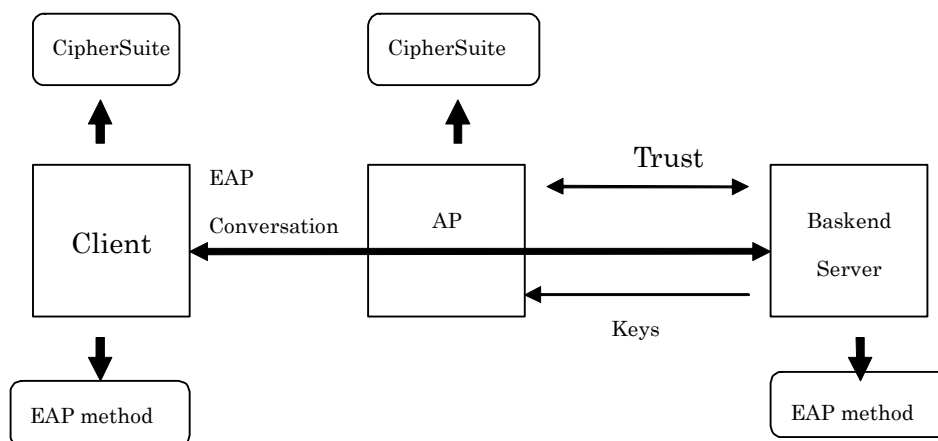 CipherSuite
CipherSuite
Trust
EAP
Conversation
Client
AP
Baskend
Server
Keys
EAP method
EAP method